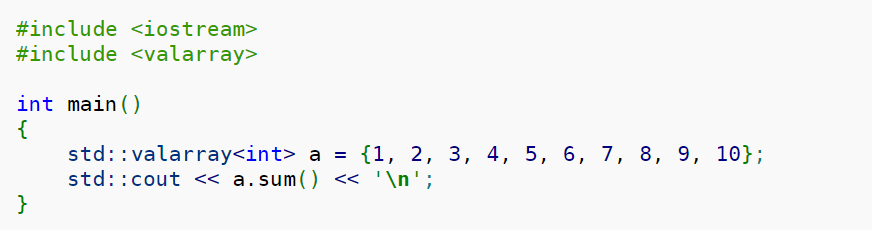 #include <iostream>
#include <valarray>

int main()
{
    std::valarray<int> a = {1, 2, 3, 4, 5, 6, 7, 8, 9, 10};
    std::cout << a.sum() << '\n';
}